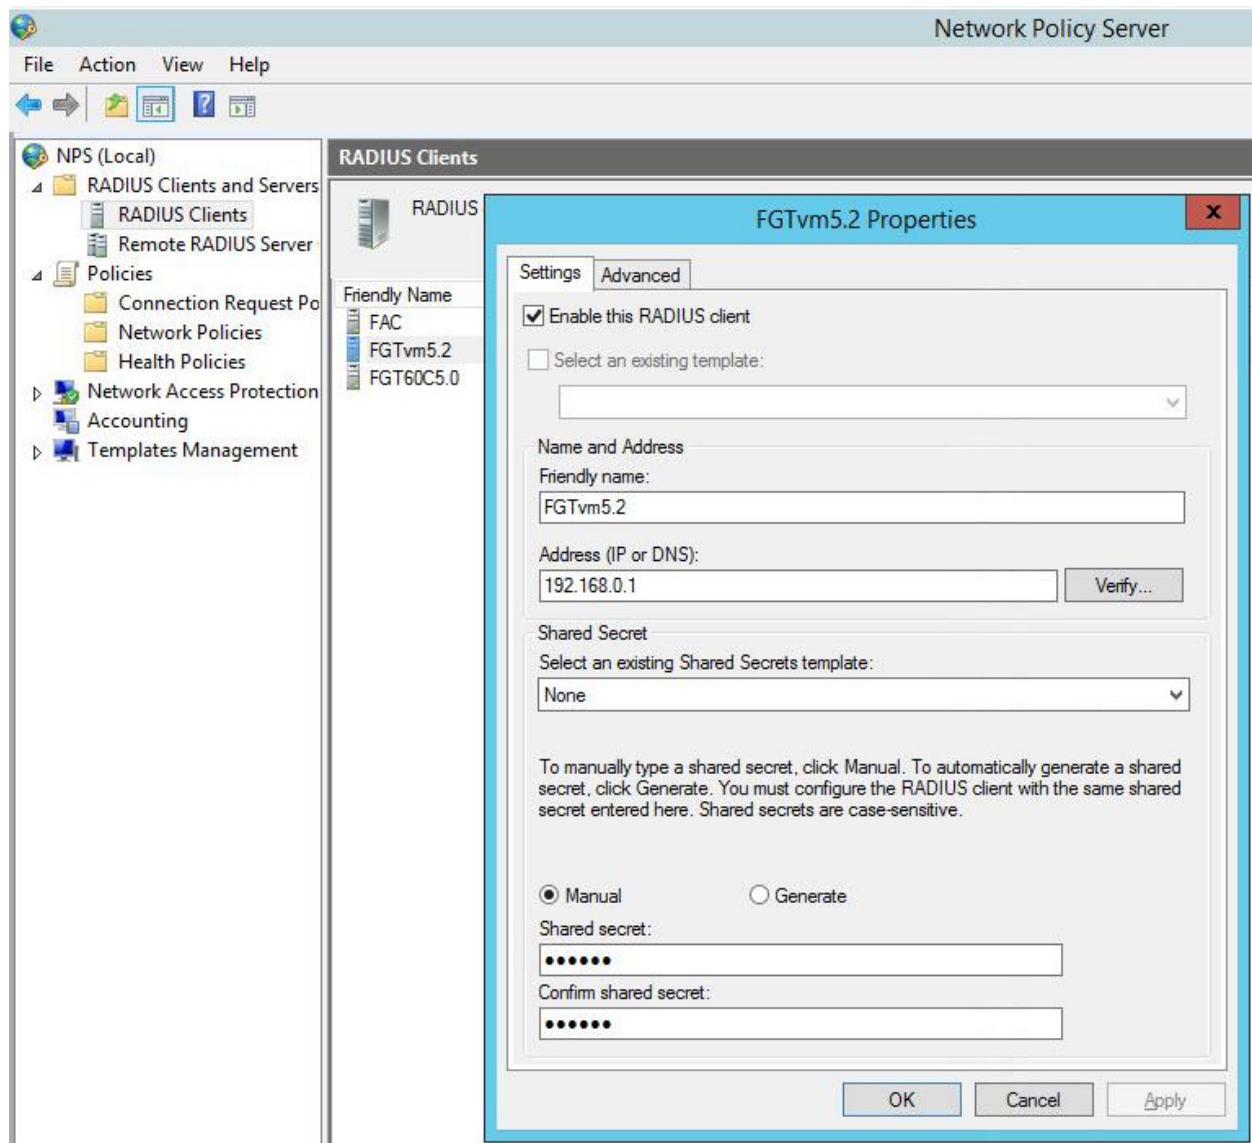 Network Policy Server
File Action View Help
NPS (Local)
RADIUS Clients and Servers
RADIUS Clients
Remote RADIUS Server
Policies
Connection Request Po
Network Policies
Health Policies
Network Access Protection
Accounting
Templates Management
RADIUS Clients
RADIUS
Friendly Name
FAC
FGTvm5.2
FGT60C5.0
FGTvm5.2 Properties
x
Settings Advanced
Enable this RADIUS client
Select an existing template:
Name and Address
Friendly name:
FGTvm5.2
Address (IP or DNS):
192.168.0.1 Verify...
Shared Secret
Select an existing Shared Secrets template:
None
To manually type a shared secret, click Manual. To automatically generate a shared
secret, click Generate. You must configure the RADIUS client with the same shared
secret entered here. Shared secrets are case-sensitive.
Manual Generate
Shared secret:
••••••
Confirm shared secret:
••••••
OK Cancel Apply